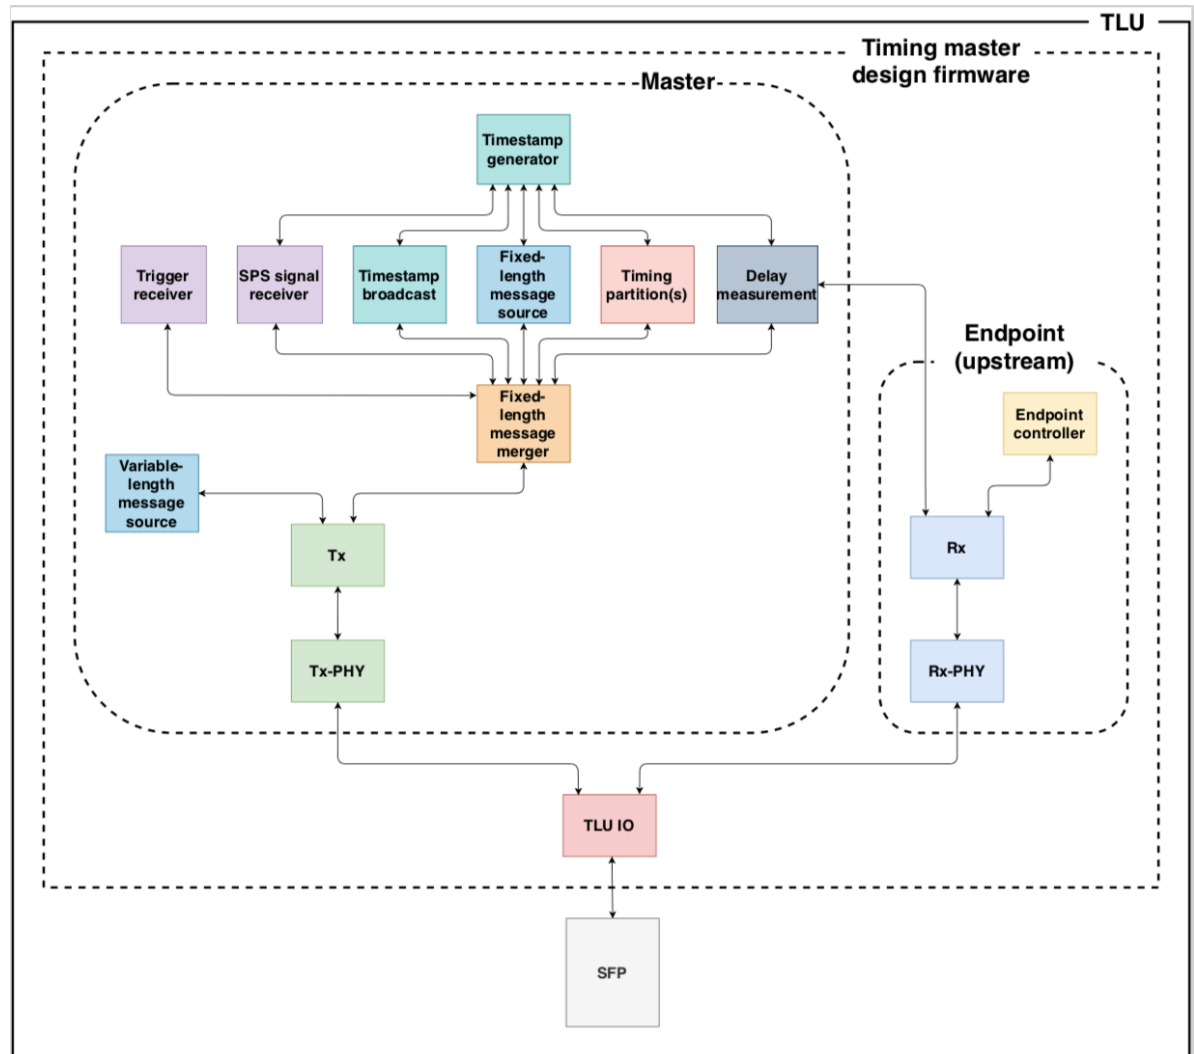 TLU
Timing master
design firmware
Master
Timestamp
generator
Trigger
receiver
SPS signal
receiver
Timestamp
broadcast
Fixed-
length
message
source
Timing
partition(s)
Delay
measurement
Endpoint
(upstream)
Fixed-
length
message
merger
Endpoint
controller
Variable-
length
message
source
Tx
Rx
Tx-PHY
Rx-PHY
TLU IO
SFP